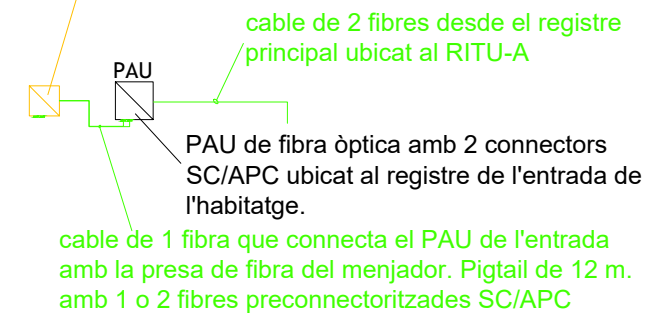 cable de 2 fibres desde el registre
principal ubicat al RITU-A
PAU
PAU de fibra òptica amb 2 connectors
SC/APC ubicat al registre de l'entrada de
l'habitatge.
cable de 1 fibra que connecta el PAU de l'entrada
amb la presa de fibra del menjador. Pigtail de 12 m.
amb 1 o 2 fibres preconnectoritzades SC/APC